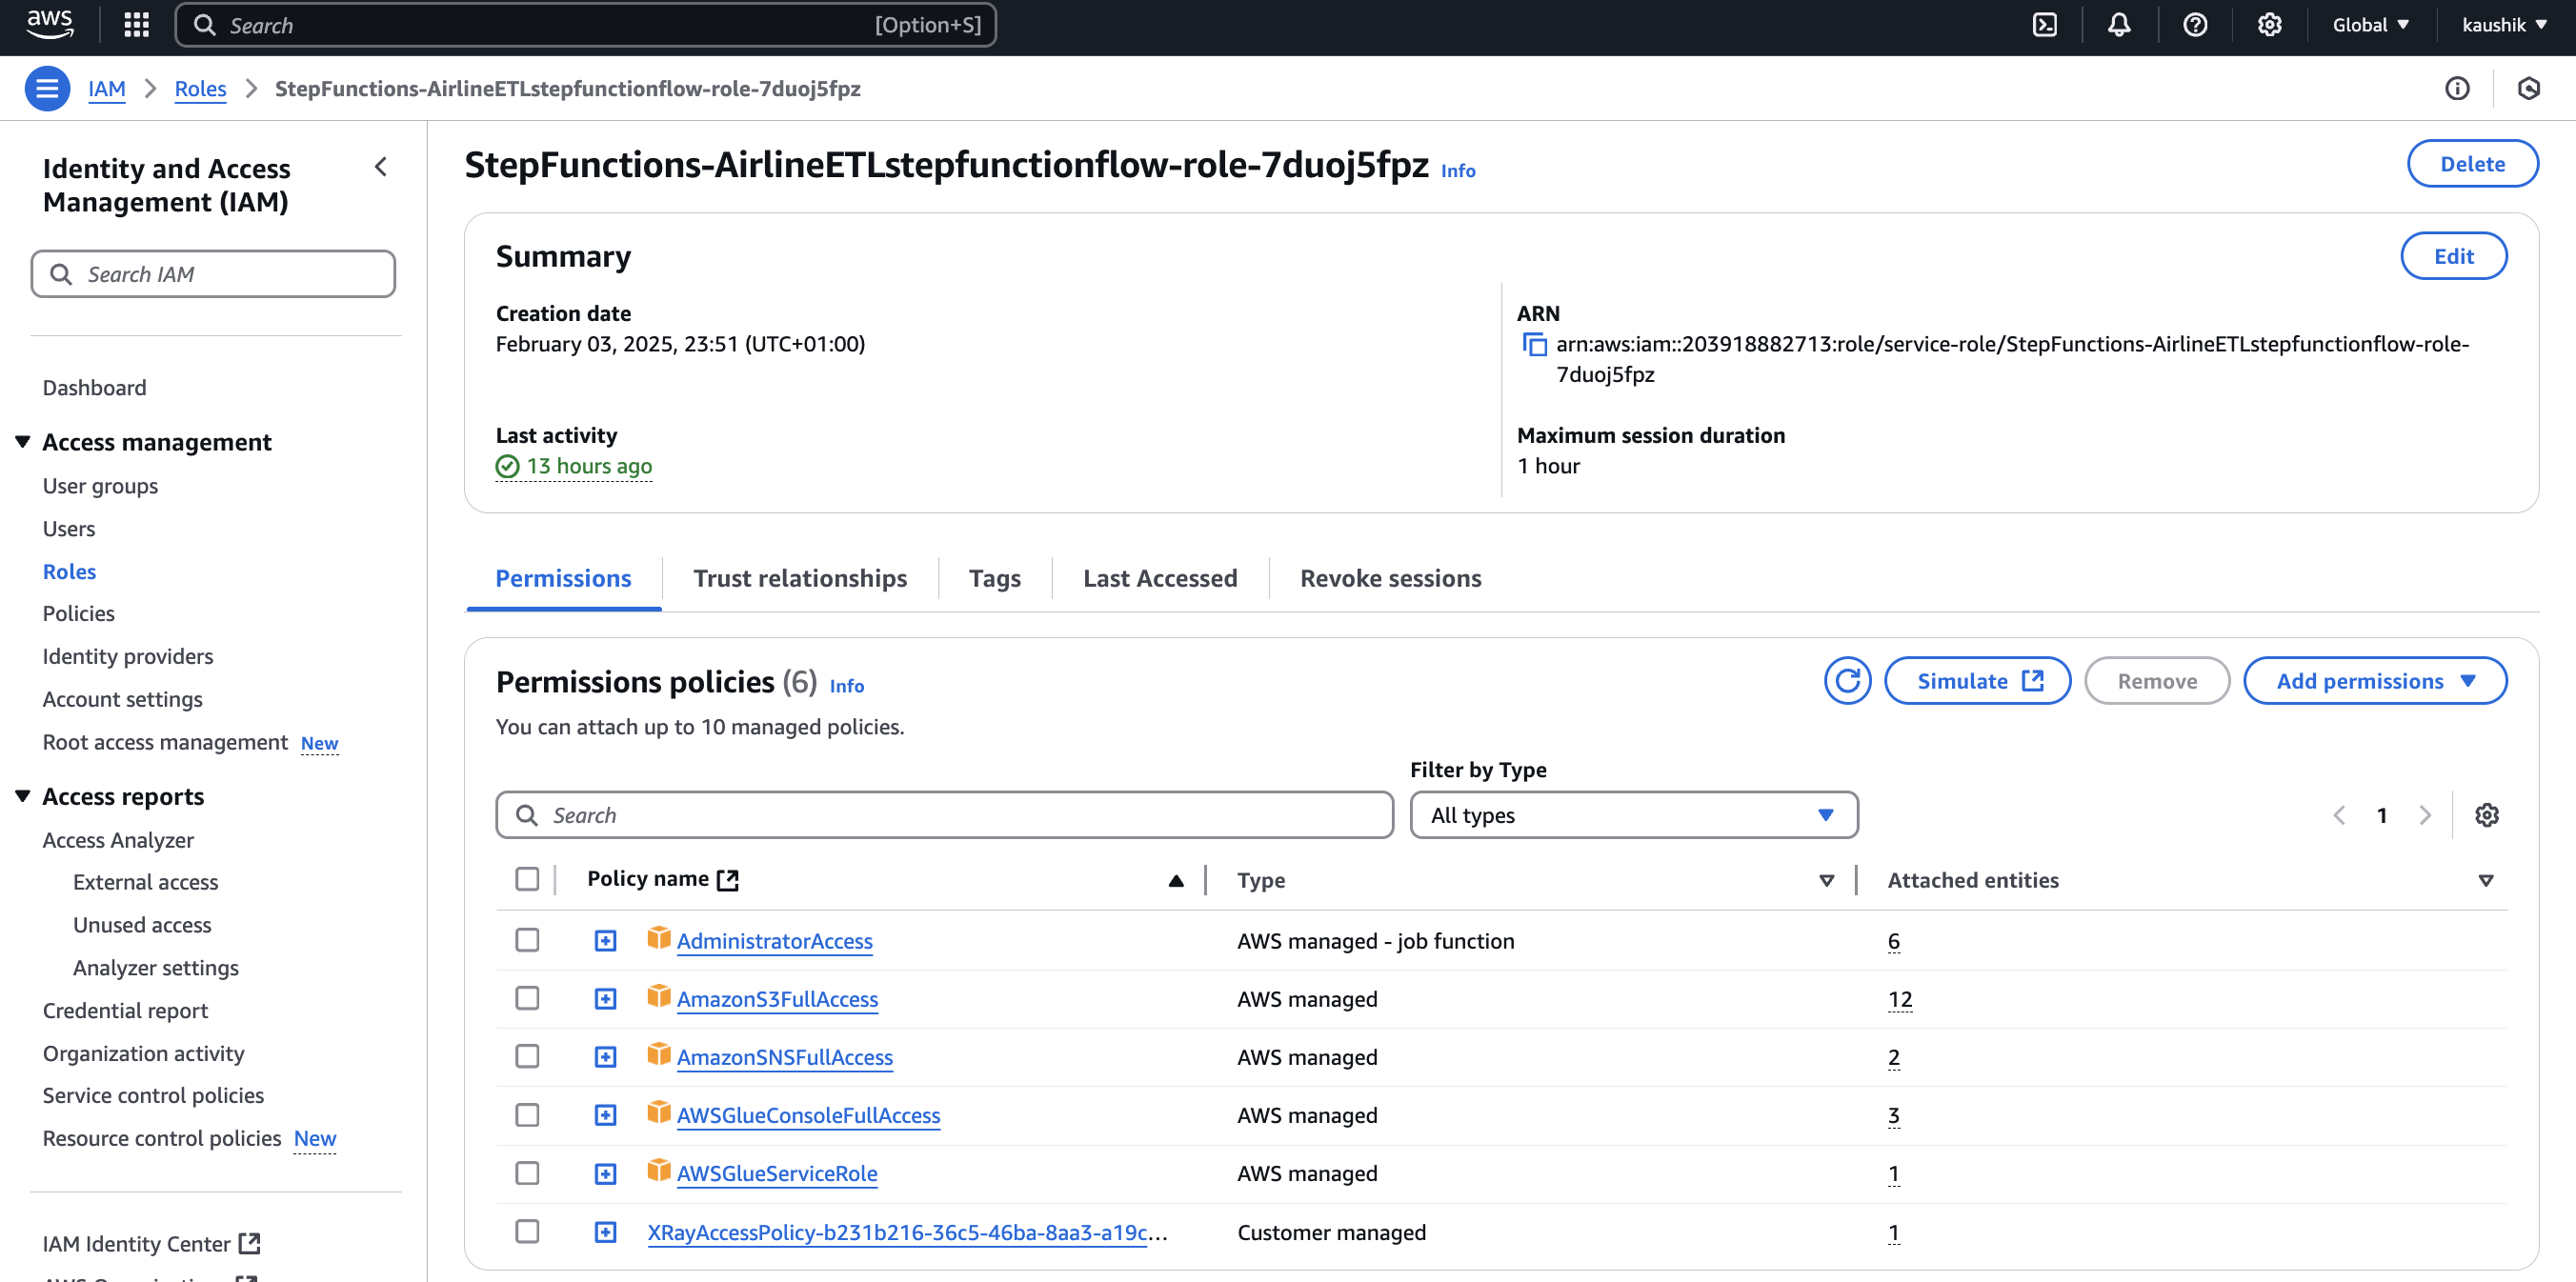 aws
Search
[Option+S]
Global
kaushik
IAM
Roles
StepFunctions-AirlineETLstepfunctionflow-role-7duoj5fpz
Identity and Access
Management (IAM)
Search IAM
Dashboard
Access management
User groups
Users
Roles
Policies
Identity providers
Account settings
Root access management New
Access reports
Access Analyzer
External access
Unused access
Analyzer settings
Credential report
Organization activity
Service control policies
Resource control policies New
IAM Identity Center
StepFunctions-AirlineETLstepfunctionflow-role-7duoj5fpz Info
Delete
Summary
Edit
Creation date
February 03, 2025, 23:51 (UTC+01:00)
ARN
arn:aws:iam::203918882713:role/service-role/StepFunctions-AirlineETLstepfunctionflow-role-
7duoj5fpz
Last activity
13 hours ago
Maximum session duration
1 hour
Permissions
Trust relationships
Tags
Last Accessed
Revoke sessions
Permissions policies (6) Info
Simulate
Remove
Add permissions
You can attach up to 10 managed policies.
Filter by Type
Search
All types
1
Policy name
Type
Attached entities
AdministratorAccess
AWS managed - job function
6
AmazonS3FullAccess
AWS managed
12
AmazonSNSFullAccess
AWS managed
2
AWSGlueConsoleFullAccess
AWS managed
3
AWSGlueServiceRole
AWS managed
1
XRayAccessPolicy-b231b216-36c5-46ba-8aa3-a19c...
Customer managed
1